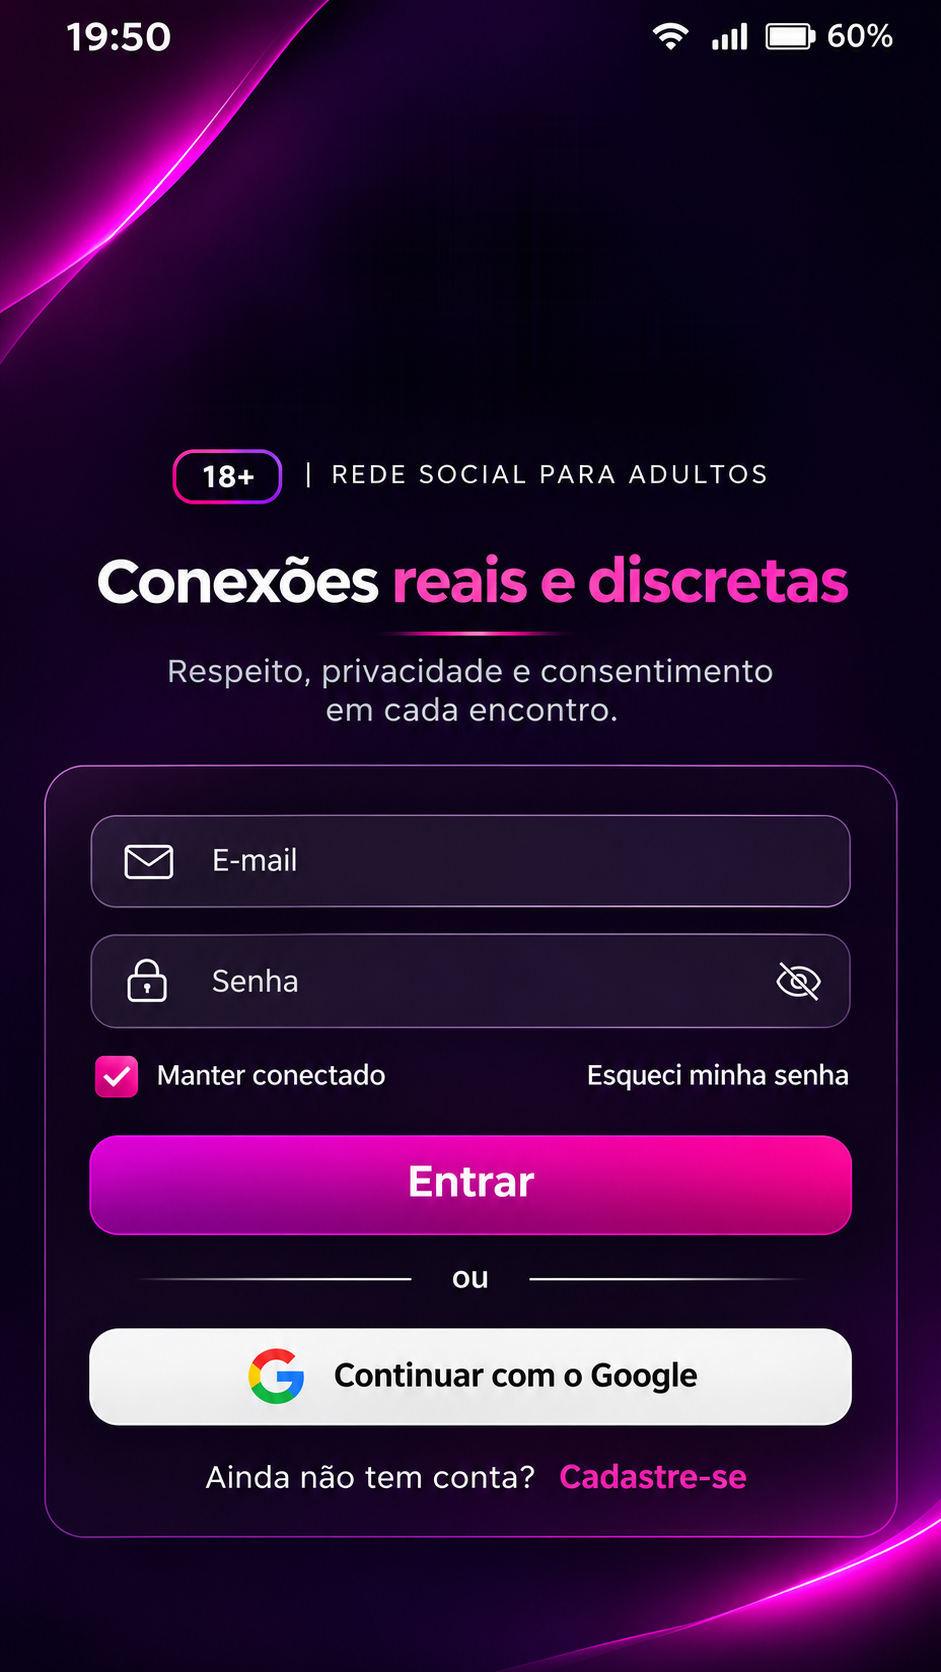 19:50 60%
18+ | REDE SOCIAL PARA ADULTOS
Conexões reais e discretas
Respeito, privacidade e consentimento
em cada encontro.
E-mail
Senha
Manter conectado Esqueci minha senha
Entrar
ou
Continuar com o Google
Ainda não tem conta? Cadastre-se